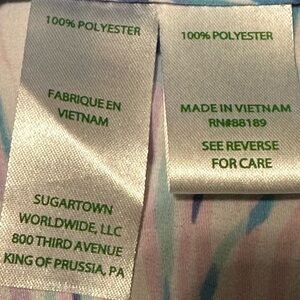 100% POLYESTER
FABRIQUE EN
VIETNAM
SUGARTOWN
WORLDWIDE, LLC
800 THIRD AVENUE
KING OF PRUSSIA, PA
100% POLYESTER
MADE IN VIETNAM
RN#88189
SEE REVERSE
FOR CARE